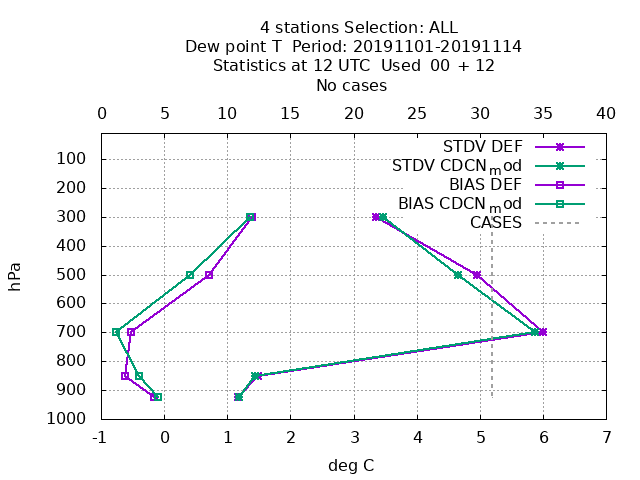 4 stations Selection: ALL
Dew point T  Period: 20191101-20191114
Statistics at 12 UTC  Used  00 + 12
No cases
0 5 10 15 20 25 30 35 40
STDV DEF
STDV CDCNmod
BIAS DEF
BIAS CDCNmod
CASES
100
200
300
400
500
600
700
800
900
1000
hPa
-1 0 1 2 3 4 5 6 7
deg C